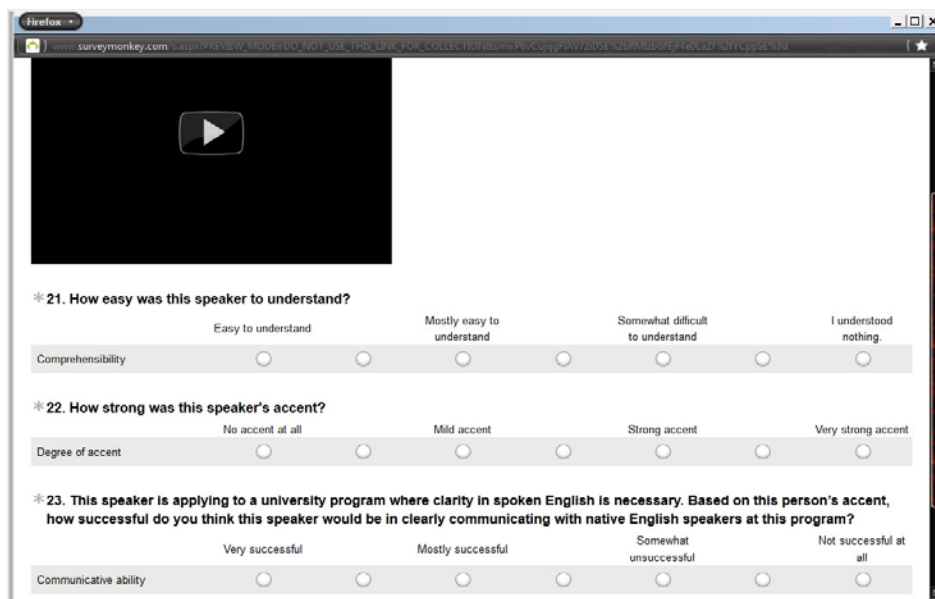 Firefox
www.surveymonkey.com
*21. How easy was this speaker to understand?
Easy to understand Mostly easy to understand Somewhat difficult to understand I understood nothing.
Comprehensibility
*22. How strong was this speaker's accent?
No accent at all Mild accent Strong accent Very strong accent
Degree of accent
*23. This speaker is applying to a university program where clarity in spoken English is necessary. Based on this person's accent,
how successful do you think this speaker would be in clearly communicating with native English speakers at this program?
Very successful Mostly successful Somewhat unsuccessful Not successful at all
Communicative ability